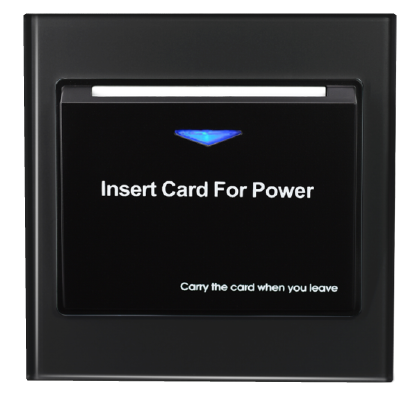 Insert Card For Power
Carry the card when you leave